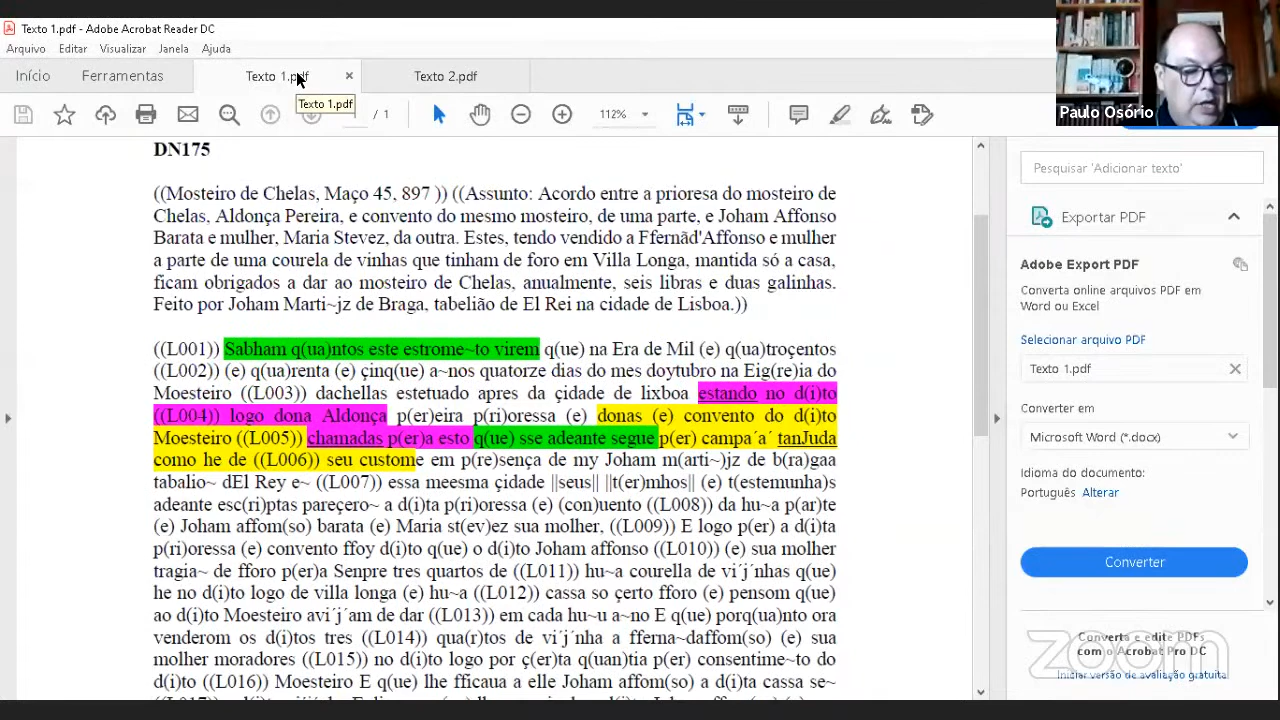 Texto 1.pdf - Adobe Acrobat Reader DC
Arquivo Editar Visualizar Janela Ajuda
Início Ferramentas Texto 1.pdf × Texto 2.pdf
Texto 1.pdf
/ 1 112%
Paulo Osório
DN175
((Mosteiro de Chelas, Maço 45, 897 )) ((Assunto: Acordo entre a prioresa do mosteiro de
Chelas, Aldonça Pereira, e convento do mesmo mosteiro, de uma parte, e Joham Affonso
Barata e mulher, Maria Stevez, da outra. Estes, tendo vendido a Ffernãd'Affonso e mulher
a parte de uma courela de vinhas que tinham de foro em Villa Longa, mantida só a casa,
ficam obrigados a dar ao mosteiro de Chelas, anualmente, seis libras e duas galinhas.
Feito por Joham Marti~jz de Braga, tabelião de El Rei na cidade de Lisboa.))
((L001)) Sabham q(ua)ntos este estrome~to virem q(ue) na Era de Mil (e) q(ua)troçentos
((L002)) (e) q(ua)renta (e) çinq(ue) a~nos quatorze dias do mes doytubro na Eig(re)ia do
Moesteiro ((L003)) dachellas estetuado apres da çidade de lixboa estando no d(i)to
((L004)) logo dona Aldonça p(er)eira p(ri)oressa (e) donas (e) convento do d(i)to
Moesteiro ((L005)) chamadas p(er)a esto q(ue) sse adeante segue p(er) campa´a´ tanJuda
como he de ((L006)) seu custome em p(re)sença de my Joham m(arti~)jz de b(ra)gaa
tabalio~ dEl Rey e~ ((L007)) essa meesma çidade ||seus|| ||t(er)mhos|| (e) t(estemunha)s
adeante esc(ri)ptas pareçero~ a d(i)ta p(ri)oressa (e) (con)uento ((L008)) da hu~a p(ar)te
(e) Joham affom(so) barata (e) Maria st(ev)ez sua molher, ((L009)) E logo p(er) a d(i)ta
p(ri)oressa (e) convento ffoy d(i)to q(ue) o d(i)to Joham affonso ((L010)) (e) sua molher
tragia~ de fforo p(er)a Senpre tres quartos de ((L011)) hu~a courella de vi´j´nhas q(ue)
he no d(i)to logo de villa longa (e) hu~a ((L012)) cassa so çerto fforo (e) pensom q(ue)
ao d(i)to Moesteiro avi´j´am de dar ((L013)) em cada hu~u a~no E q(ue) porq(ua)nto ora
venderom os d(i)tos tres ((L014)) qua(r)tos de vi´j´nha a fferna~daffom(so) (e) sua
molher moradores ((L015)) no d(i)to logo por ç(er)ta q(uan)tia p(er) consentime~to do
d(i)to ((L016)) Moesteiro E q(ue) lhe fficaua a elle Joham affom(so) a d(i)ta cassa se~
Pesquisar 'Adicionar texto'
Exportar PDF
Adobe Export PDF
Converta online arquivos PDF em
Word ou Excel
Selecionar arquivo PDF
Texto 1.pdf
Converter em
Microsoft Word (*.docx)
Idioma do documento:
Português Alterar
Converter
Converta e edite PDFs
com o Acrobat Pro DC
Iniciar versão de avaliação gratuita
zoom